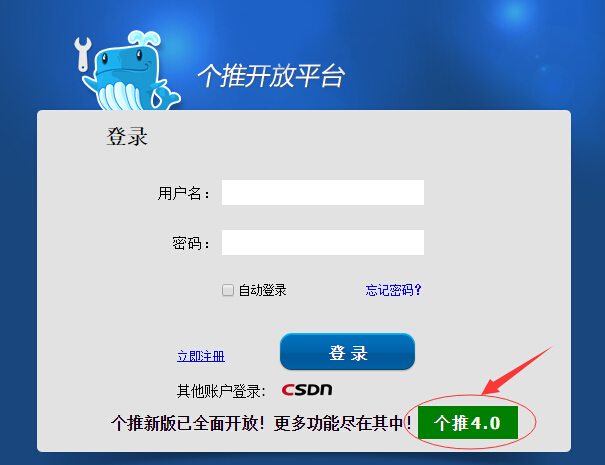 个推开放平台
登录
用户名：
密码：
自动登录 忘记密码？
立即注册 登 录
其他账户登录： CSDN
个推新版已全面开放！更多功能尽在其中！ 个推4.0